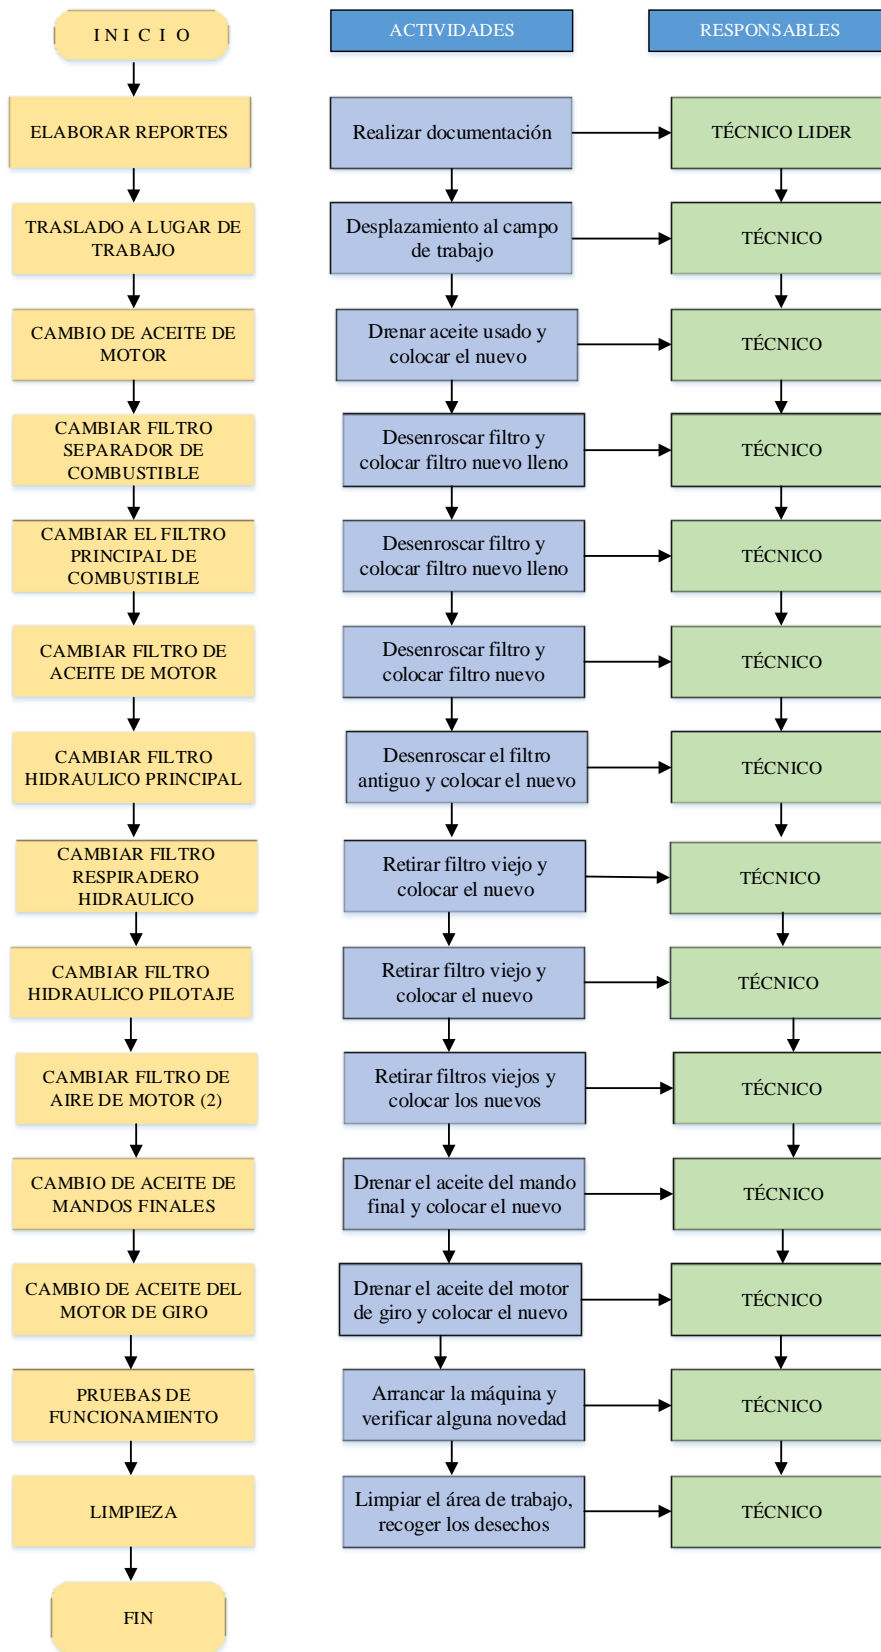 I N I C I O
ACTIVIDADES
RESPONSABLES
ELABORAR REPORTES
Realizar documentación
TÉCNICO LIDER
TRASLADO A LUGAR DE
TRABAJO
Desplazamiento al campo
de trabajo
TÉCNICO
CAMBIO DE ACEITE DE
MOTOR
Drenar aceite usado y
colocar el nuevo
TÉCNICO
CAMBIAR FILTRO
SEPARADOR DE
COMBUSTIBLE
Desenroscar filtro y
colocar filtro nuevo lleno
TÉCNICO
CAMBIAR EL FILTRO
PRINCIPAL DE
COMBUSTIBLE
Desenroscar filtro y
colocar filtro nuevo lleno
TÉCNICO
CAMBIAR FILTRO DE
ACEITE DE MOTOR
Desenroscar filtro y
colocar filtro nuevo
TÉCNICO
CAMBIAR FILTRO
HIDRAULICO PRINCIPAL
Desenroscar el filtro
antiguo y colocar el nuevo
TÉCNICO
CAMBIAR FILTRO
RESPIRADERO
HIDRAULICO
Retirar filtro viejo y
colocar el nuevo
TÉCNICO
CAMBIAR FILTRO
HIDRAULICO PILOTAJE
Retirar filtro viejo y
colocar el nuevo
TÉCNICO
CAMBIAR FILTRO DE
AIRE DE MOTOR (2)
Retirar filtros viejos y
colocar los nuevos
TÉCNICO
CAMBIO DE ACEITE DE
MANDOS FINALES
Drenar el aceite del mando
final y colocar el nuevo
TÉCNICO
CAMBIO DE ACEITE DEL
MOTOR DE GIRO
Drenar el aceite del motor
de giro y colocar el nuevo
TÉCNICO
PRUEBAS DE
FUNCIONAMIENTO
Arrancar la máquina y
verificar alguna novedad
TÉCNICO
LIMPIEZA
Limpiar el área de trabajo,
recoger los desechos
TÉCNICO
FIN